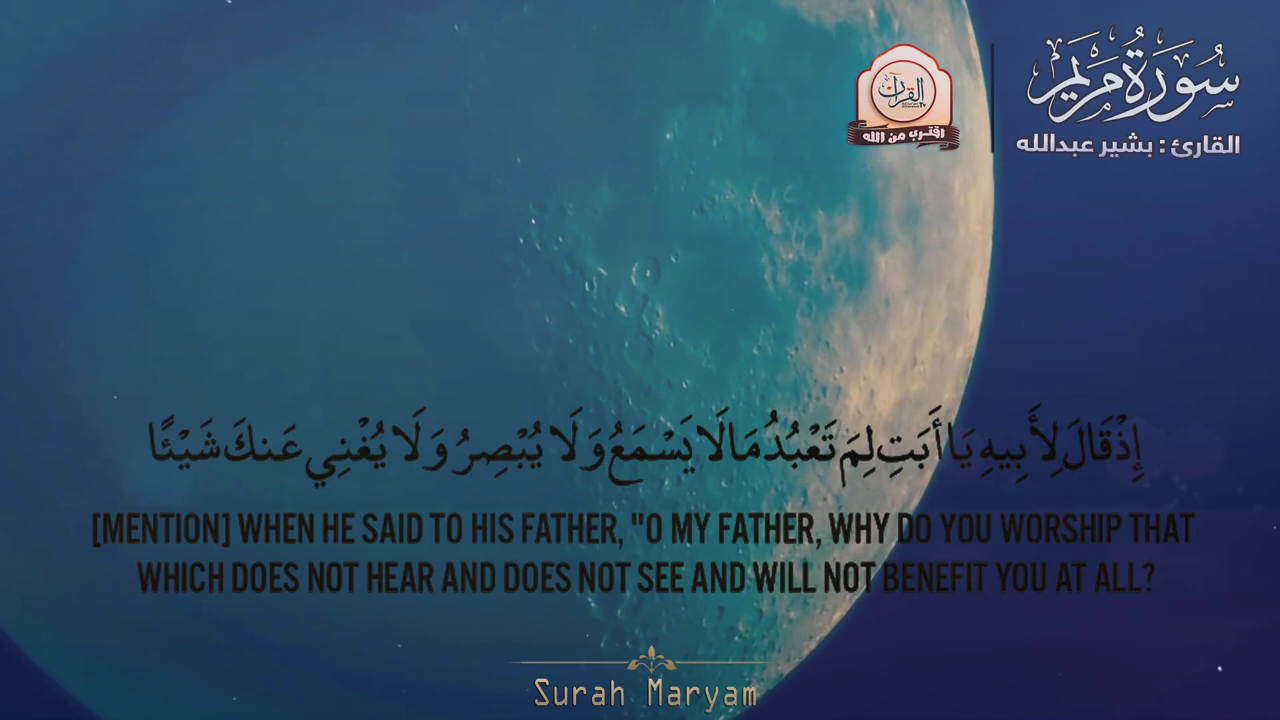 سُورَةُ مَرْيَم
القارئ : بشير عبدالله
القرآن
اقترب من الله
إِذْ قَالَ لِأَبِيهِ يَا أَبَتِ لِمَ تَعْبُدُ مَا لَا يَسْمَعُ وَلَا يُبْصِرُ وَلَا يُغْنِي عَنكَ شَيْئًا
[MENTION] WHEN HE SAID TO HIS FATHER, "O MY FATHER, WHY DO YOU WORSHIP THAT
WHICH DOES NOT HEAR AND DOES NOT SEE AND WILL NOT BENEFIT YOU AT ALL?
Surah Maryam